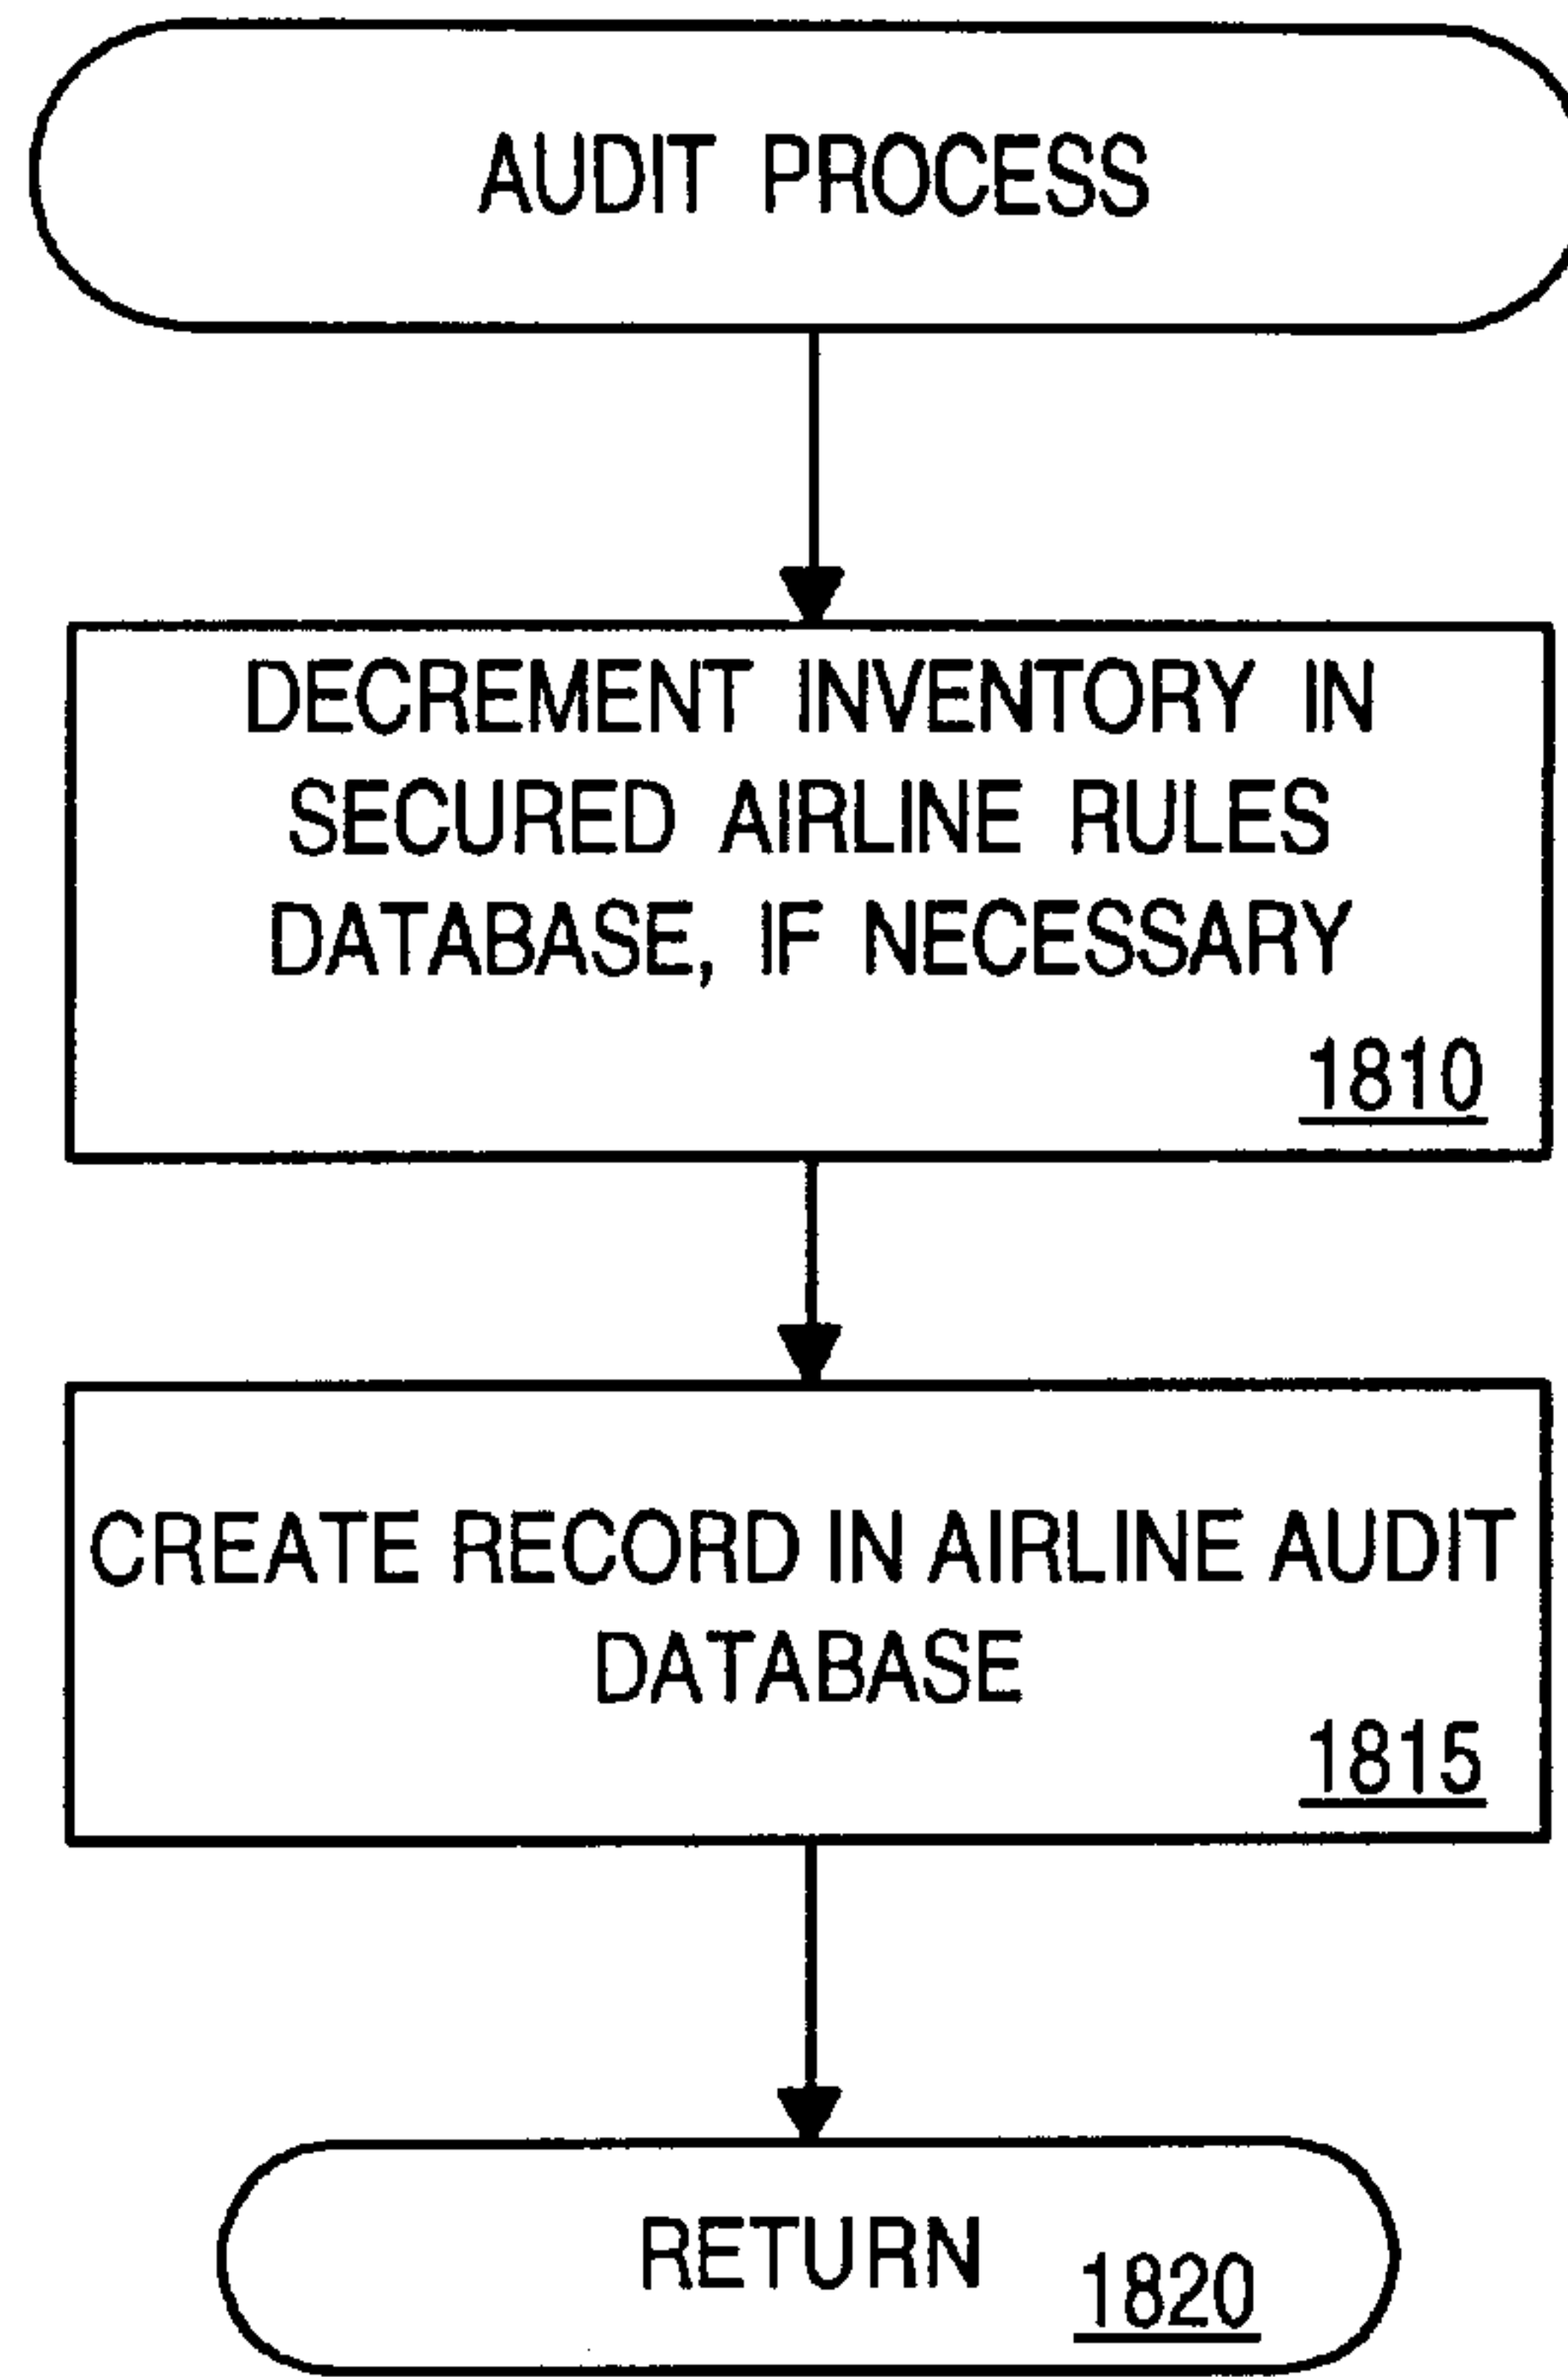 AUDIT PROCESS
DECREMENT INVENTORY IN
SECURED AIRLINE RULES
DATABASE, IF NECESSARY
1810
CREATE RECORD IN AIRLINE AUDIT
DATABASE
1815
RETURN
1820